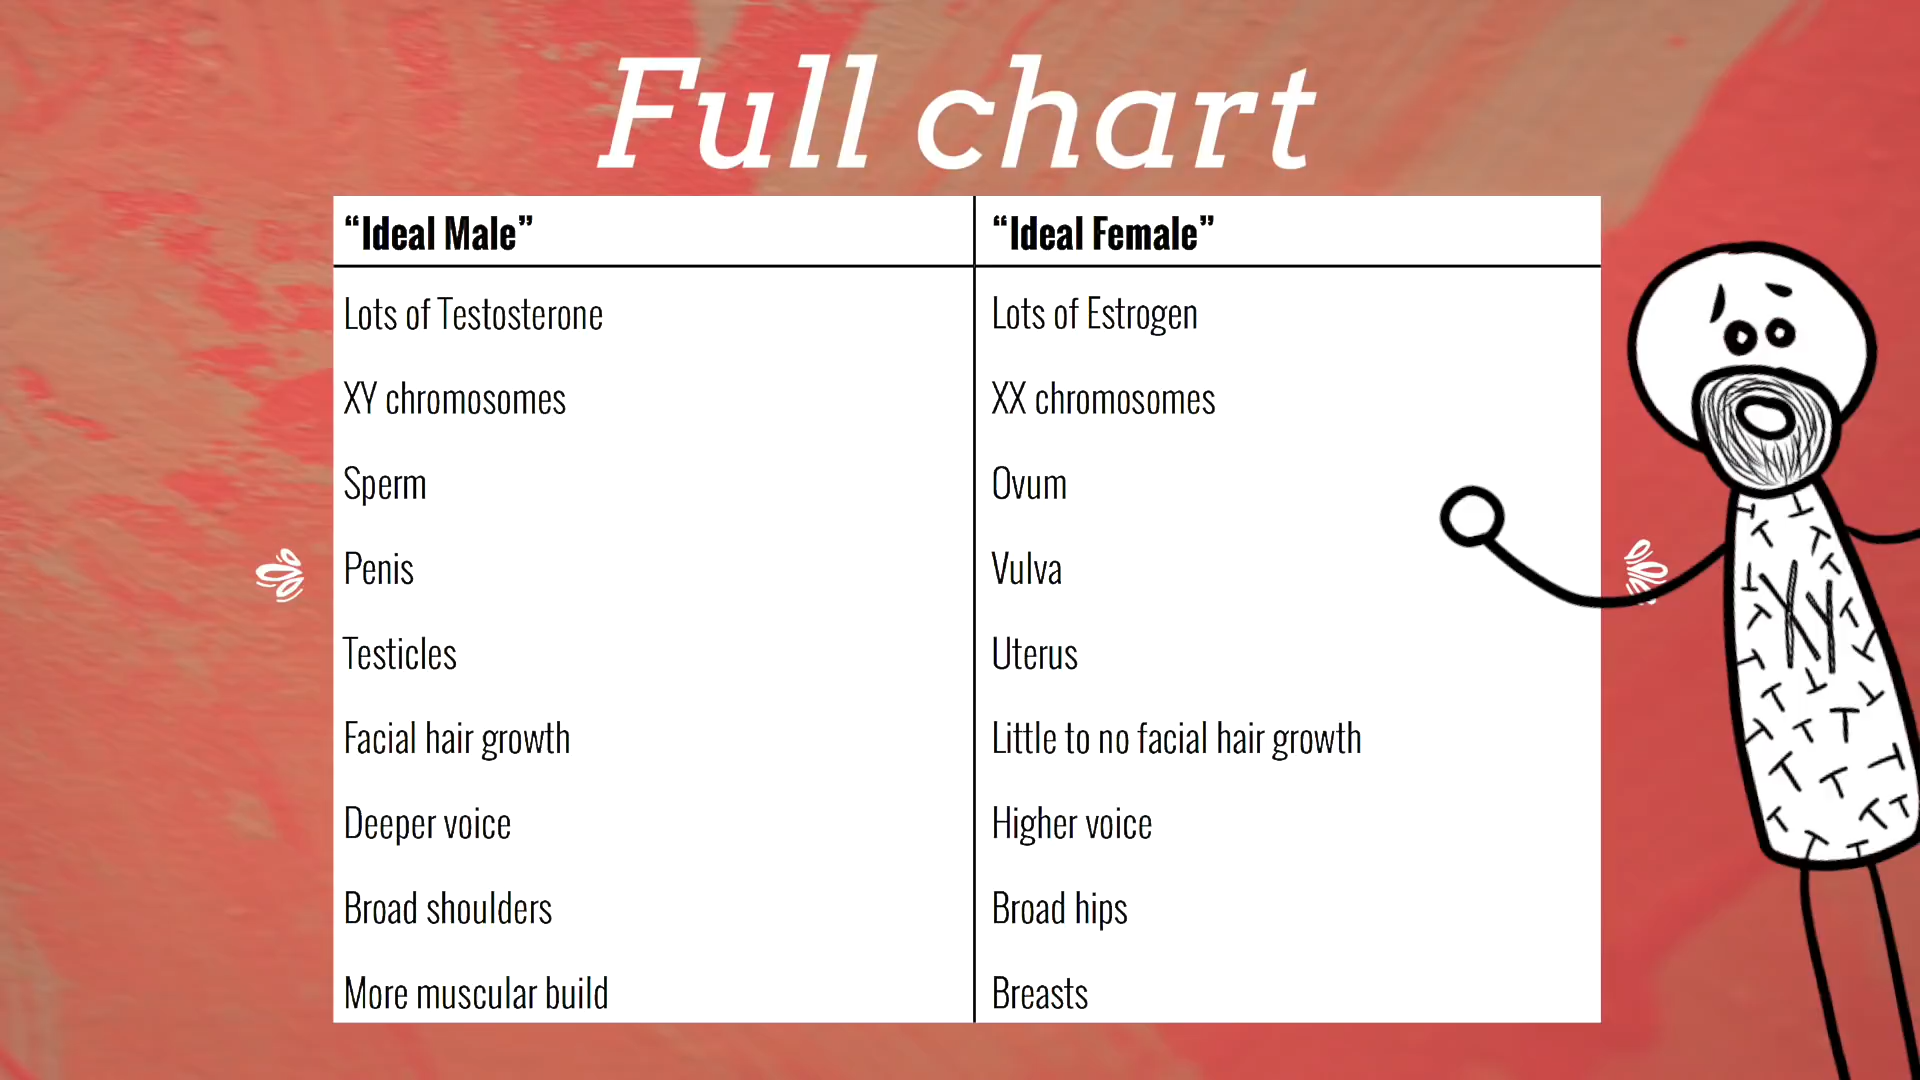 Full chart
“Ideal Male”
“Ideal Female”
Lots of Testosterone
Lots of Estrogen
XY chromosomes
XX chromosomes
Sperm
Ovum
Penis
Vulva
Testicles
Uterus
Facial hair growth
Little to no facial hair growth
Deeper voice
Higher voice
Broad shoulders
Broad hips
More muscular build
Breasts
XY